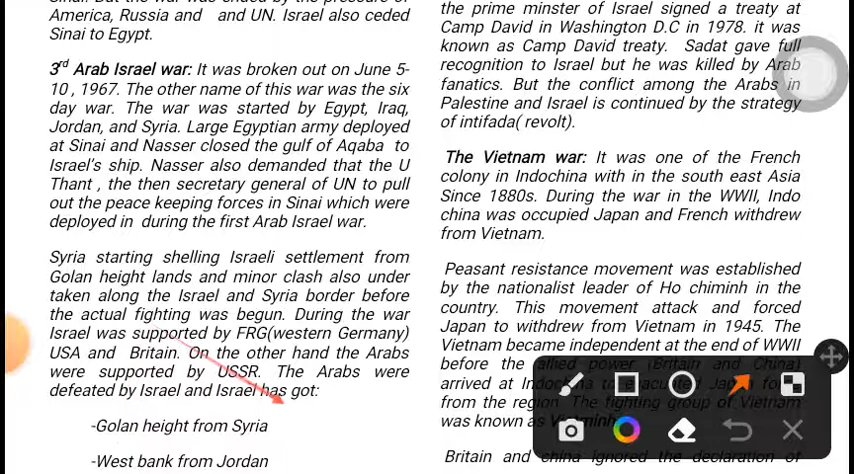 Sinai. But the war was ended by the pressure of
America, Russia and and UN. Israel also ceded
Sinai to Egypt.
3rd Arab Israel war: It was broken out on June 5-
10 , 1967. The other name of this war was the six
day war. The war was started by Egypt, Iraq,
Jordan, and Syria. Large Egyptian army deployed
at Sinai and Nasser closed the gulf of Aqaba to
Israel's ship. Nasser also demanded that the U
Thant , the then secretary general of UN to pull
out the peace keeping forces in Sinai which were
deployed in during the first Arab Israel war.
Syria starting shelling Israeli settlement from
Golan height lands and minor clash also under
taken along the Israel and Syria border before
the actual fighting was begun. During the war
Israel was supported by FRG(western Germany)
USA and Britain. On the other hand the Arabs
were supported by USSR. The Arabs were
defeated by Israel and Israel has got:
-Golan height from Syria
-West bank from Jordan
the prime minster of Israel signed a treaty at
Camp David in Washington D.C in 1978. it was
known as Camp David treaty. Sadat gave full
recognition to Israel but he was killed by Arab
fanatics. But the conflict among the Arabs in
Palestine and Israel is continued by the strategy
of intifada( revolt).
The Vietnam war: It was one of the French
colony in Indochina with in the south east Asia
Since 1880s. During the war in the WWII, Indo
china was occupied Japan and French withdrew
from Vietnam.
Peasant resistance movement was established
by the nationalist leader of Ho chiminh in the
country. This movement attack and forced
Japan to withdrew from Vietnam in 1945. The
Vietnam became independent at the end of WWII
before the allied power (Britain and China)
arrived at Indochina to evacuate Japan
from the region. The fighting group of Vietnam
was known as Vietminh
Britain and china ignored the declaration of